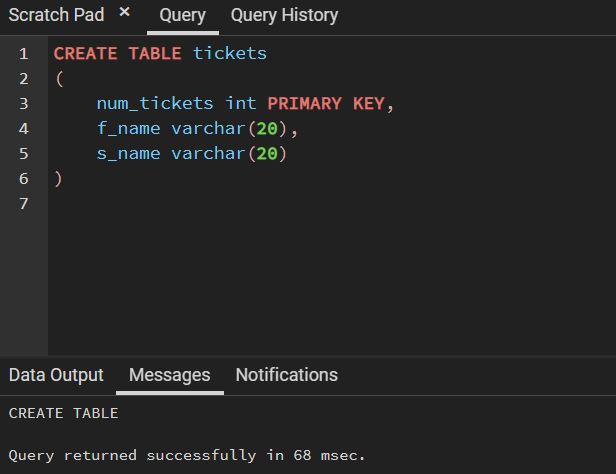 Scratch Pad × Query Query History
1 CREATE TABLE tickets
2 (
3 num_tickets int PRIMARY KEY,
4 f_name varchar(20),
5 s_name varchar(20)
6 )
7
Data Output Messages Notifications
CREATE TABLE
Query returned successfully in 68 msec.